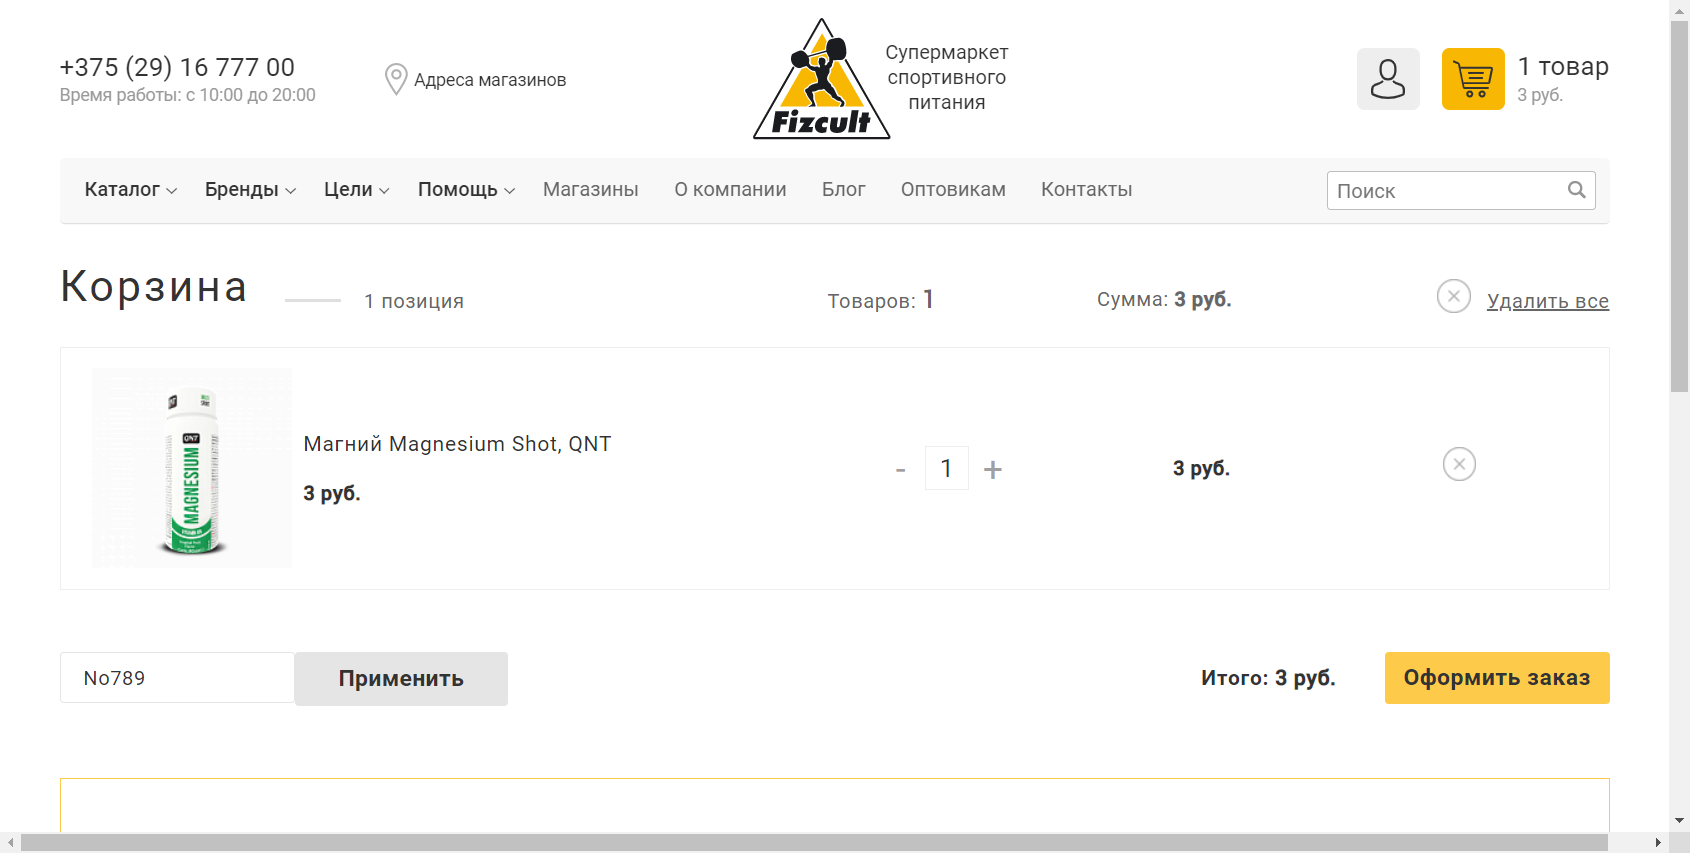 +375 (29) 16 777 00
Время работы: с 10:00 до 20:00
Адреса магазинов
Fizcult
Супермаркет
спортивного
питания
1 товар
3 руб.
Каталог Бренды Цели Помощь Магазины О компании Блог Оптовикам Контакты Поиск
Корзина 1 позиция Товаров: 1 Сумма: 3 руб. Удалить все
QNT
MAGNESIUM
Магний Magnesium Shot, QNT
3 руб.
- 1 + 3 руб.
No789 Применить Итого: 3 руб. Оформить заказ